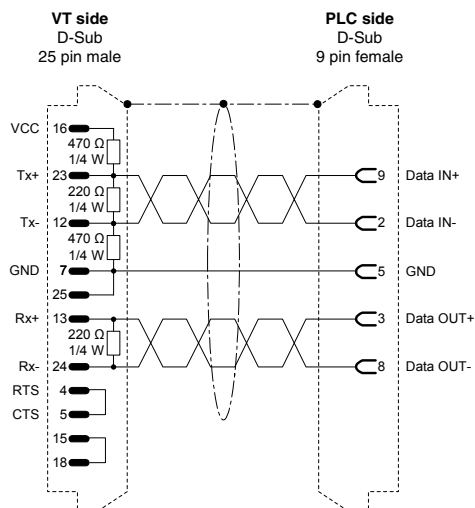 VT side
D-Sub
25 pin male
PLC side
D-Sub
9 pin female
VCC 16
470 Ω
1/4 W
Tx+ 23 9 Data IN+
220 Ω
1/4 W
Tx- 12 2 Data IN-
470 Ω
1/4 W
GND 7 5 GND
25
Rx+ 13 3 Data OUT+
220 Ω
1/4 W
Rx- 24 8 Data OUT-
RTS 4
CTS 5
15
18